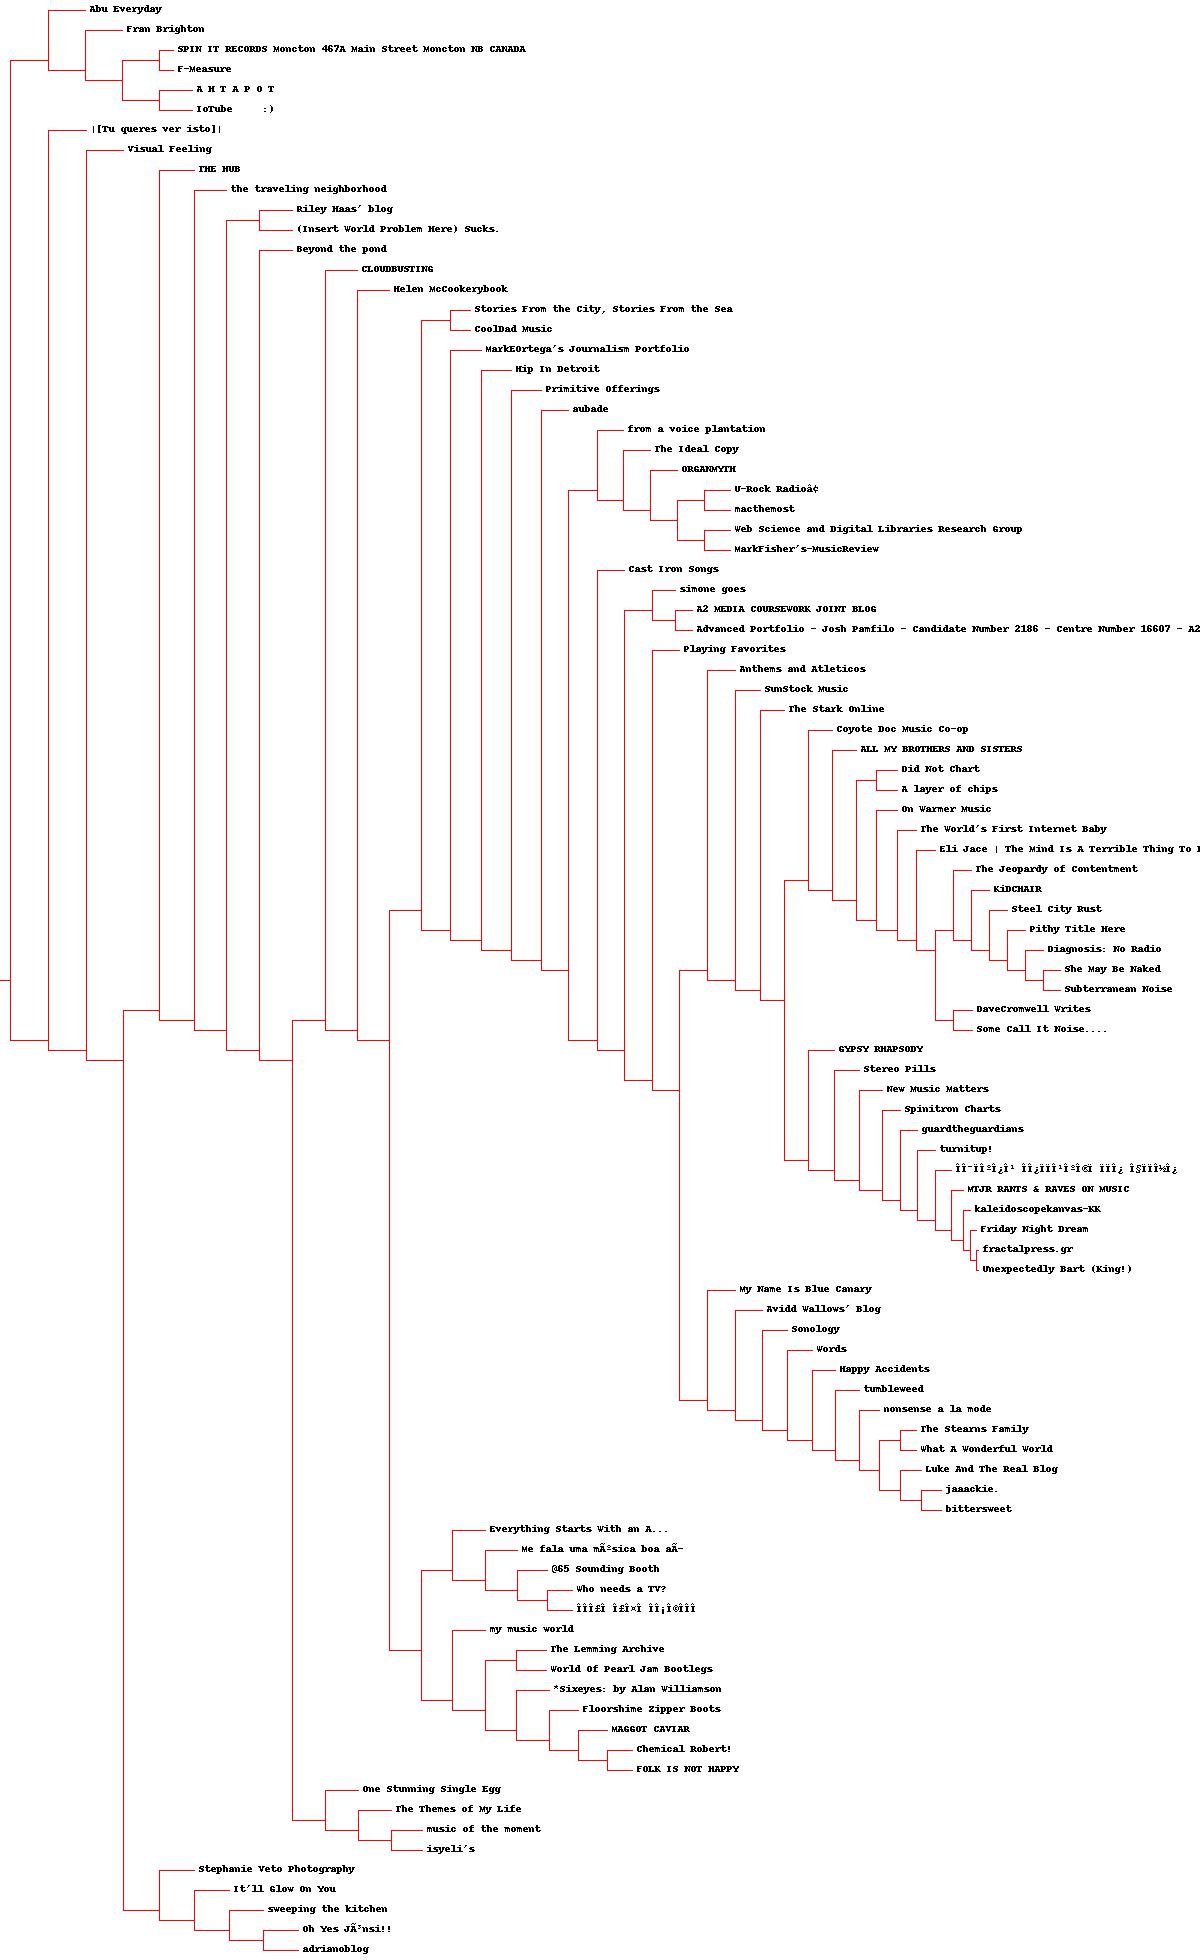 Abu Everyday
Fran Brighton
SPIN IT RECORDS Moncton 467A Main Street Moncton NB CANADA
F-Measure
A H T A P O T
IoTube :)
|[Tu queres ver isto]|
Visual Feeling
THE HUB
the traveling neighborhood
Riley Haas' blog
(Insert World Problem Here) Sucks.
Beyond the pond
CLOUDBUSTING
Helen McCookerybook
Stories From the City, Stories From the Sea
CoolDad Music
MarkEOrtega's Journalism Portfolio
Hip In Detroit
Primitive Offerings
aubade
from a voice plantation
The Ideal Copy
ORGANMYTH
U-Rock Radioâ¢
macthemost
Web Science and Digital Libraries Research Group
MarkFisher's-MusicReview
Cast Iron Songs
simone goes
A2 MEDIA COURSEWORK JOINT BLOG
Advanced Portfolio - Josh Pamfilo - Candidate Number 2186 - Centre Number 16607 - A2
Playing Favorites
Anthems and Atleticos
SunStock Music
The Stark Online
Coyote Doc Music Co-op
ALL MY BROTHERS AND SISTERS
Did Not Chart
A layer of chips
On Warmer Music
The World's First Internet Baby
Eli Jace | The Mind Is A Terrible Thing To
The Jeopardy of Contentment
KiDCHAIR
Steel City Rust
Pithy Title Here
Diagnosis: No Radio
She May Be Naked
Subterranean Noise
DaveCromwell Writes
Some Call It Noise....
GYPSY RHAPSODY
Stereo Pills
New Music Matters
Spinitron Charts
guardtheguardians
turnitup!
MTJR RANTS & RAVES ON MUSIC
kaleidoscopekanvas-KK
Friday Night Dream
fractalpress.gr
Unexpectedly Bart (King!)
My Name Is Blue Canary
Avidd Wallows' Blog
Sonology
Words
Happy Accidents
tumbleweed
nonsense a la mode
The Stearns Family
What A Wonderful World
Luke And The Real Blog
jaaackie.
bittersweet
Everything Starts With an A...
Me fala uma mÃºsica boa aÃ­
@65 Sounding Booth
Who needs a TV?
my music world
The Lemming Archive
World Of Pearl Jam Bootlegs
*Sixeyes: by Alan Williamson
Floorshime Zipper Boots
MAGGOT CAVIAR
Chemical Robert!
FOLK IS NOT HAPPY
One Stunning Single Egg
The Themes of My Life
music of the moment
isyeli's
Stephanie Veto Photography
It'll Glow On You
sweeping the kitchen
Oh Yes JÃ³nsi!!
adrianoblog